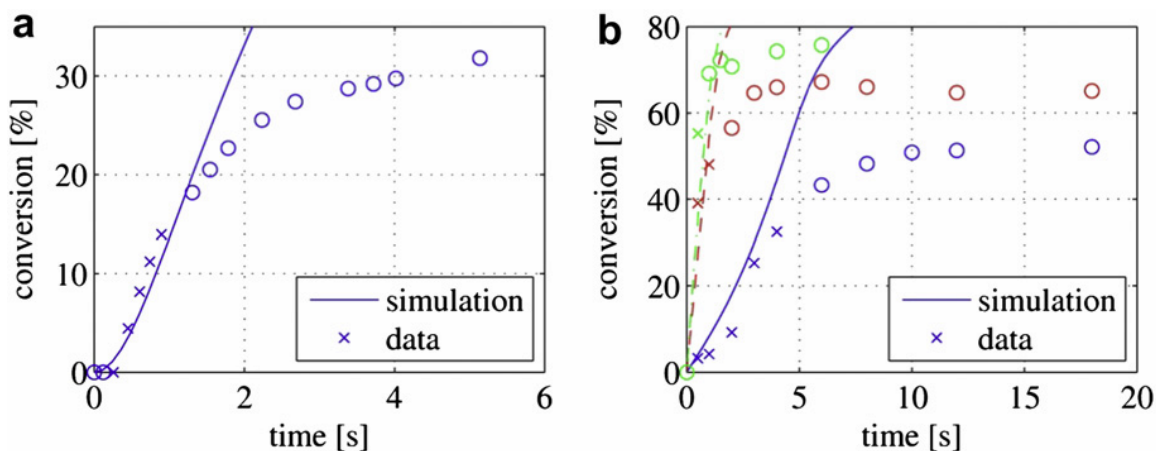 a
conversion [%]
30
20
10
0
0 2 4 6
time [s]
simulation
data
b
conversion [%]
80
60
40
20
0
0 5 10 15 20
time [s]
simulation
data